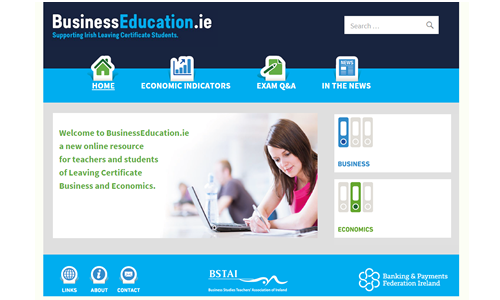 BusinessEducation.ie
Supporting Irish Leaving Certificate Students.
Search ...
HOME
ECONOMIC INDICATORS
EXAM Q&A
IN THE NEWS
NEWS
Welcome to BusinessEducation.ie
a new online resource
for teachers and students
of Leaving Certificate
Business and Economics.
BUSINESS
ECONOMICS
LINKS
ABOUT
CONTACT
BSTAI
Business Studies Teachers' Association of Ireland
Banking & Payments
Federation Ireland